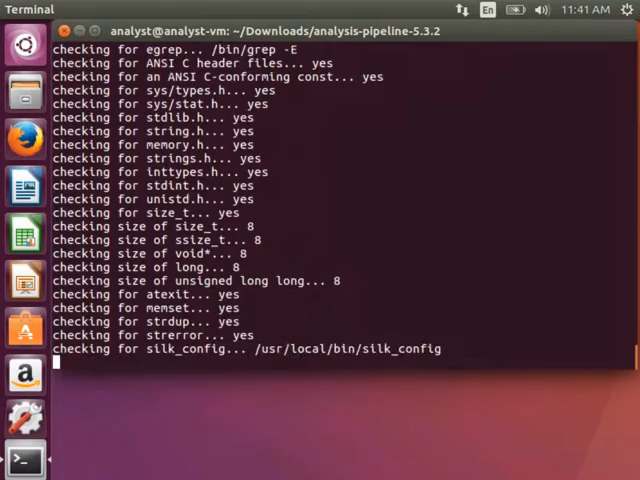 Terminal
En
11:41 AM
analyst@analyst-vm: ~/Downloads/analysis-pipeline-5.3.2
checking for egrep... /bin/grep -E
checking for ANSI C header files... yes
checking for an ANSI C-conforming const... yes
checking for sys/types.h... yes
checking for sys/stat.h... yes
checking for stdlib.h... yes
checking for string.h... yes
checking for memory.h... yes
checking for strings.h... yes
checking for inttypes.h... yes
checking for stdint.h... yes
checking for unistd.h... yes
checking for size_t... yes
checking size of size_t... 8
checking size of ssize_t... 8
checking size of void*... 8
checking size of long... 8
checking size of unsigned long long... 8
checking for atexit... yes
checking for memset... yes
checking for strdup... yes
checking for strerror... yes
checking for silk_config... /usr/local/bin/silk_config